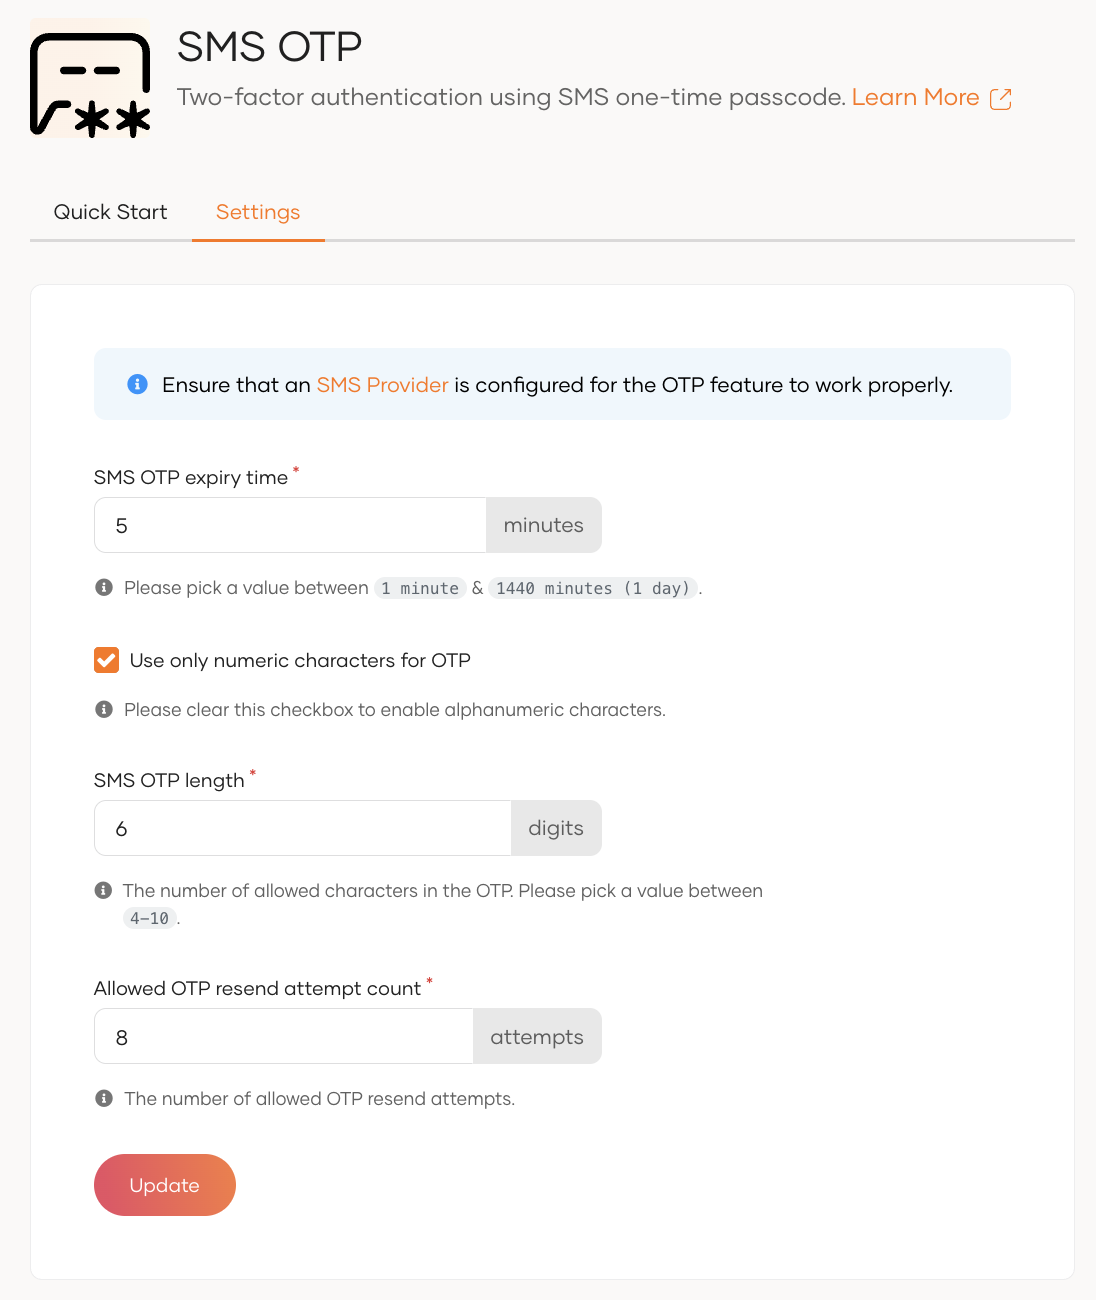 SMS OTP
Two-factor authentication using SMS one-time passcode. Learn More
Quick Start Settings
Ensure that an SMS Provider is configured for the OTP feature to work properly.
SMS OTP expiry time *
5 minutes
Please pick a value between 1 minute & 1440 minutes (1 day).
Use only numeric characters for OTP
Please clear this checkbox to enable alphanumeric characters.
SMS OTP length *
6 digits
The number of allowed characters in the OTP. Please pick a value between
4-10.
Allowed OTP resend attempt count *
8 attempts
The number of allowed OTP resend attempts.
Update